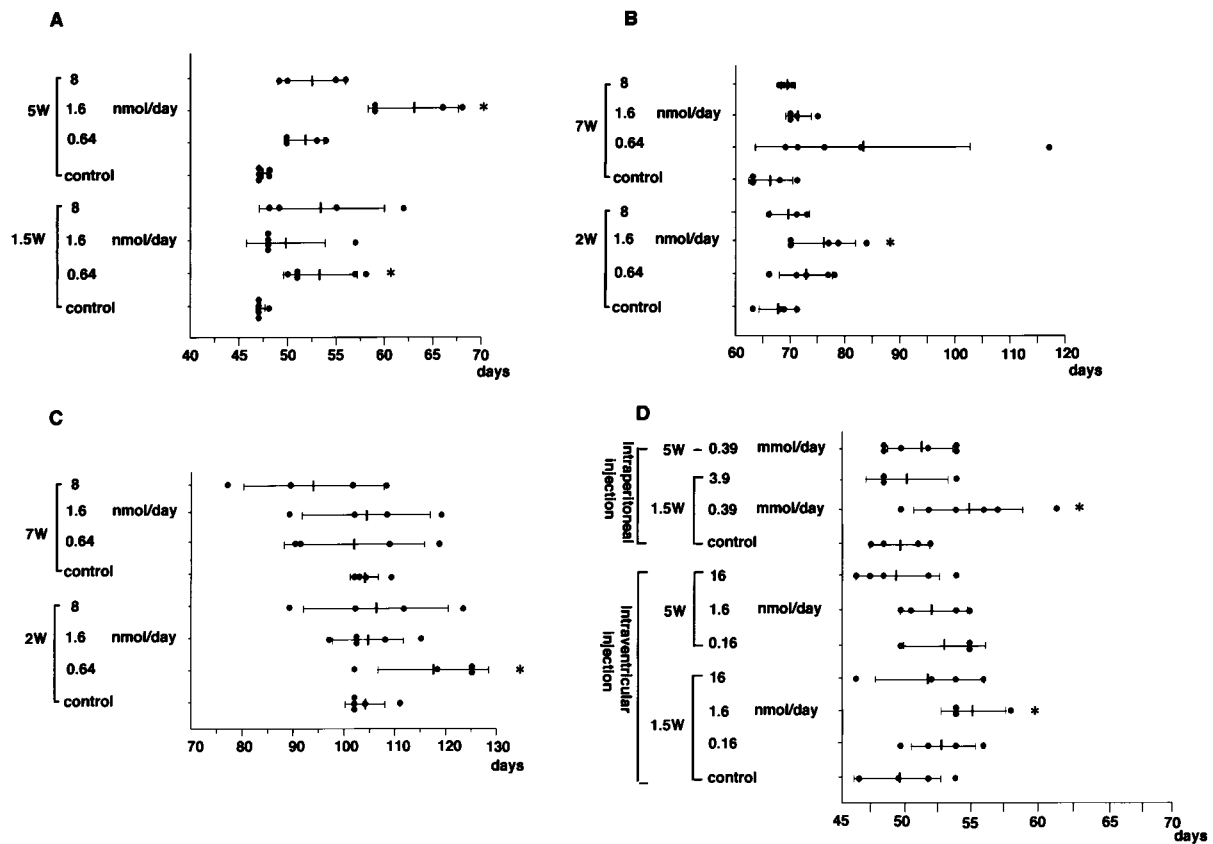 A
5W
8
1.6 nmol/day *
0.64
control
1.5W
8
1.6 nmol/day
0.64 *
control
40 45 50 55 60 65 70
days
B
7W
8
1.6 nmol/day
0.64
control
2W
8
1.6 nmol/day *
0.64
control
60 70 80 90 100 110 120
days
C
7W
8
1.6 nmol/day
0.64
control
2W
8
1.6 nmol/day
0.64 *
control
70 80 90 100 110 120 130
days
D
Intraperitoneal
injection
5W – 0.39 mmol/day
1.5W
3.9
0.39 mmol/day *
control
Intraventricular
injection
5W
16
1.6 nmol/day
0.16
1.5W
16
1.6 nmol/day *
0.16
control
45 50 55 60 65 70
days